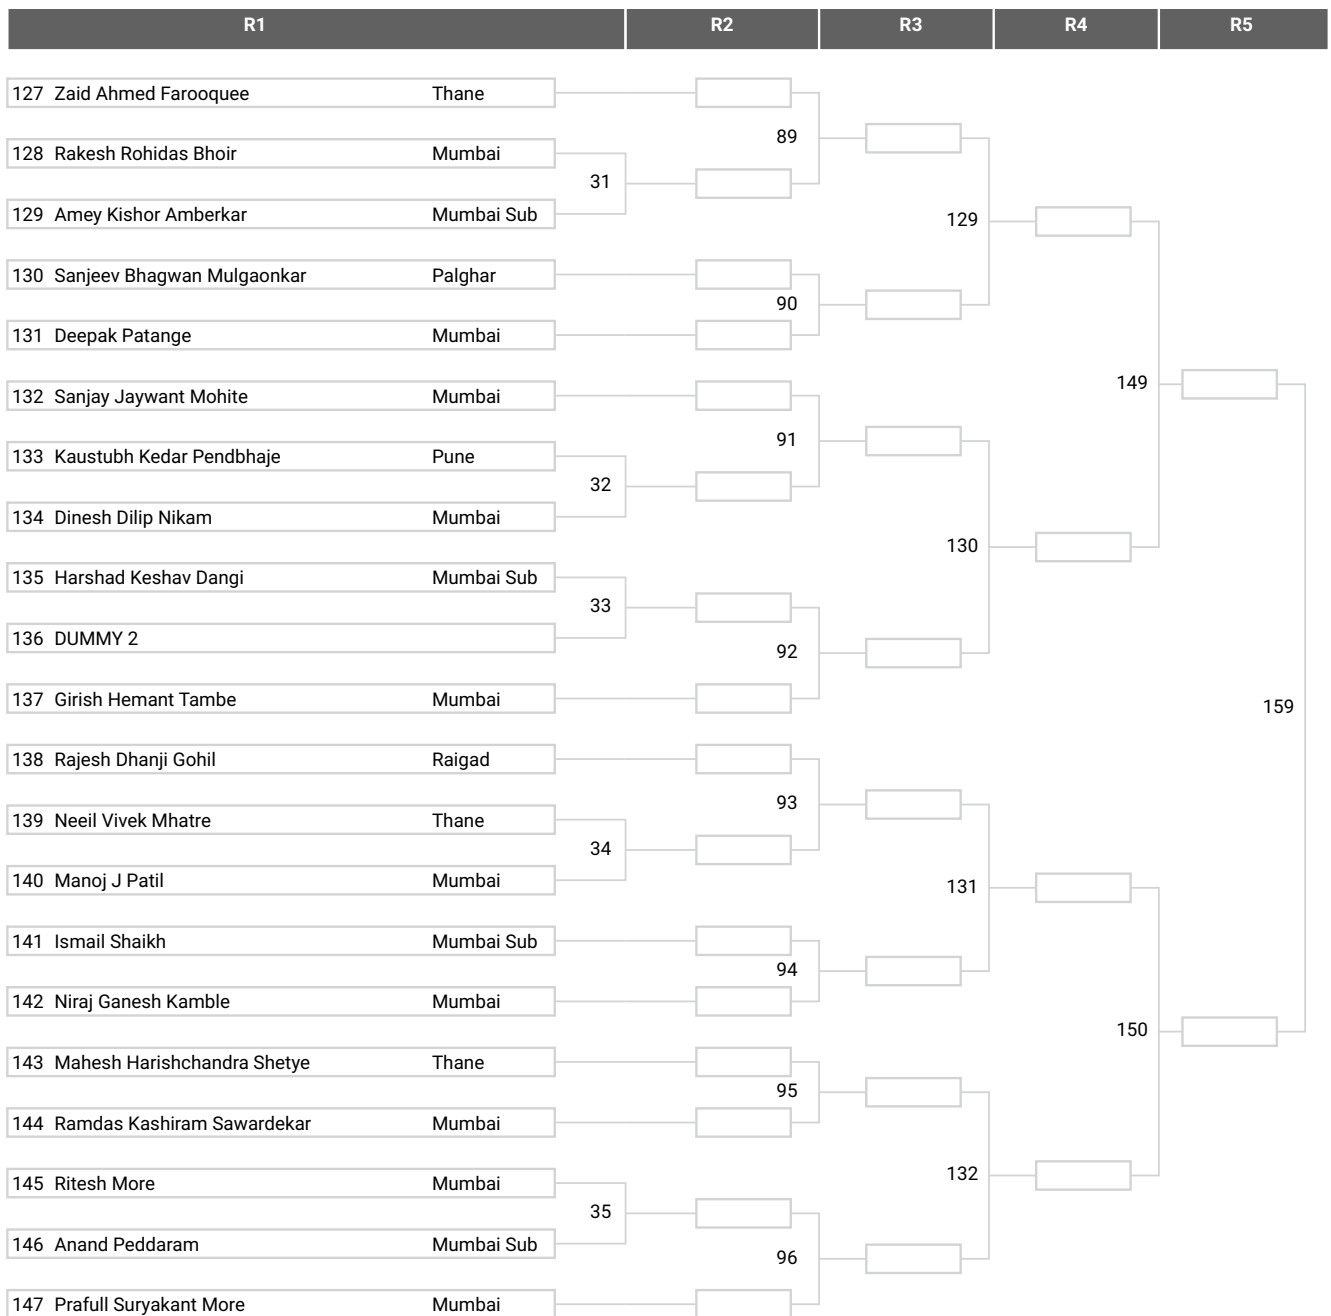 R1 R2 R3 R4 R5
127 Zaid Ahmed Farooquee Thane
89
128 Rakesh Rohidas Bhoir Mumbai
31
129 Amey Kishor Amberkar Mumbai Sub
129
130 Sanjeev Bhagwan Mulgaonkar Palghar
90
131 Deepak Patange Mumbai
149
132 Sanjay Jaywant Mohite Mumbai
91
133 Kaustubh Kedar Pendbhaje Pune
32
134 Dinesh Dilip Nikam Mumbai
130
135 Harshad Keshav Dangi Mumbai Sub
33
136 DUMMY 2
92
137 Girish Hemant Tambe Mumbai
159
138 Rajesh Dhanji Gohil Raigad
93
139 Neeil Vivek Mhatre Thane
34
140 Manoj J Patil Mumbai
131
141 Ismail Shaikh Mumbai Sub
94
142 Niraj Ganesh Kamble Mumbai
150
143 Mahesh Harishchandra Shetye Thane
95
144 Ramdas Kashiram Sawardekar Mumbai
132
145 Ritesh More Mumbai
35
146 Anand Peddaram Mumbai Sub
96
147 Prafull Suryakant More Mumbai